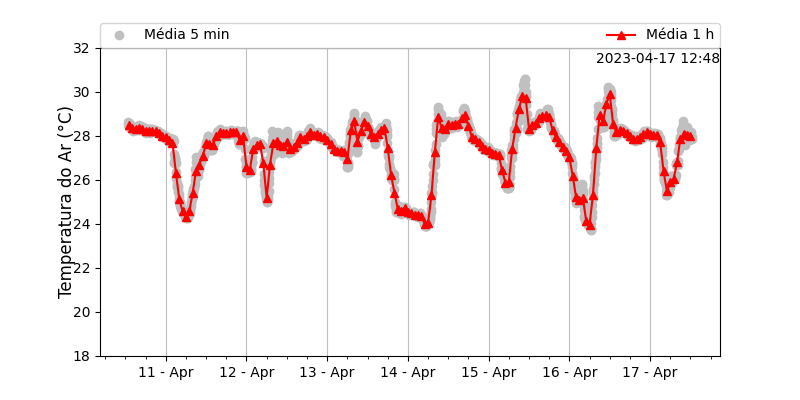 Média 5 min
Média 1 h
2023-04-17 12:48
Temperatura do Ar (°C)
32
30
28
26
24
22
20
18
11 - Apr
12 - Apr
13 - Apr
14 - Apr
15 - Apr
16 - Apr
17 - Apr